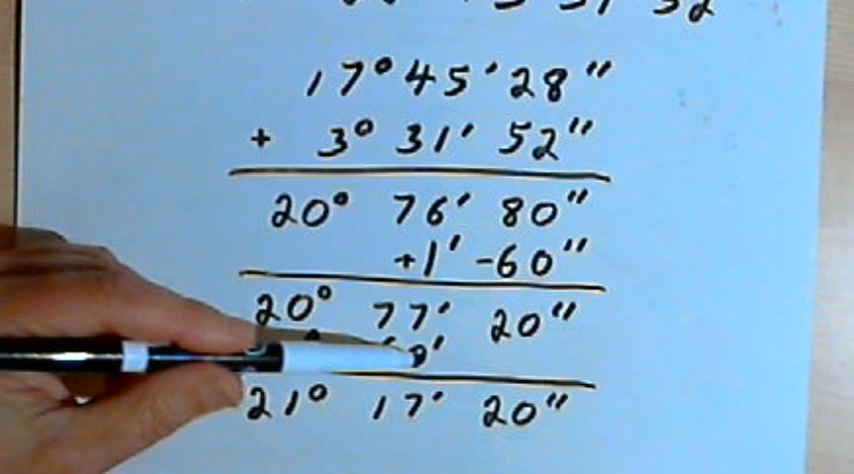 17° 45' 28"
+ 3° 31' 52"
20° 76' 80"
+1' -60"
20° 77' 20"
21° 17' 20"